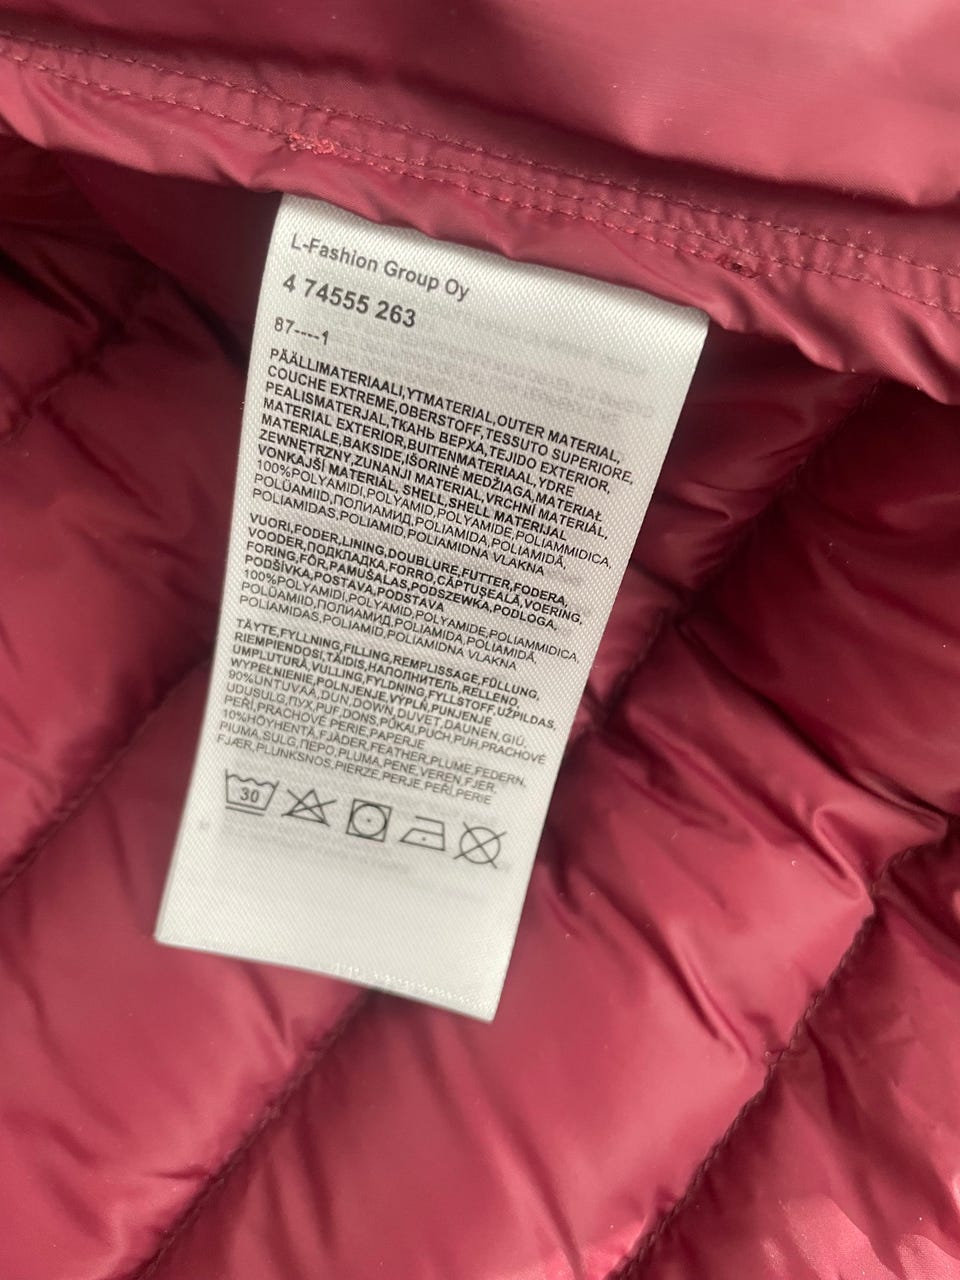 L-Fashion Group Oy
4 74555 263
87----1
PÄÄLLIMATERIAALI,YTMATERIAL,OUTER MATERIAL,
COUCHE EXTREME,OBERSTOFF,TESSUTO SUPERIORE,
PEALISMATERJAL,ТКАНЬ ВЕРХА,TEJIDO EXTERIOR,
MATERIAL EXTERIOR,BUITENMATERIAAL,YDRE
MATERIALE,BAKSIDE,IŠORINĖ MEDŽIAGA,MATERIAŁ
ZEWNĘTRZNY,ZUNANJI MATERIAL,VRCHNÍ MATERIÁL,
VONKAJŠÍ MATERIÁL,SHELL,SHELL MATERIJAL
100%POLYAMIDI,POLYAMID,POLYAMIDE,POLIAMMIDICA,
POLÜAMIID,ПОЛИАМИД,POLIAMIDA,POLIAMIDĂ,
POLIAMIDAS,POLIAMID,POLIAMIDNA VLAKNA
VUORI,FODER,LINING,DOUBLURE,FUTTER,FODERA,
VOODER,ПОДКЛАДКА,FORRO,CĂPTUŞEALĂ,VOERING,
FORING,FÔR,PAMUŠALAS,PODSZEWKA,PODLOGA,
PODŠÍVKA,POSTAVA,PODSTAVA
100%POLYAMIDI,POLYAMID,POLYAMIDE,POLIAMMIDICA,
POLÜAMIID,ПОЛИАМИД,POLIAMIDA,POLIAMIDĂ,
POLIAMIDAS,POLIAMID,POLIAMIDNA VLAKNA
TÄYTE,FYLLNING,FILLING,REMPLISSAGE,FÜLLUNG,
RIEMPIENDOSI,TÄIDIS,НАПОЛНИТЕЛЬ,RELLENO,
UMPLUTURĂ,VULLING,FYLDNING,FYLLSTOFF,UŽPILDAS,
WYPEŁNIENIE,POLNJENJE,VÝPLŇ,PUNJENJE
90%UNTUVAA,DUN,DOWN,DUVET,DAUNEN,GIÙ,
UDUSULG,ПУХ,PUF,DONS,PŪKAI,PUCH,PUH,PRACHOVÉ
PEŘÍ,PRACHOVÉ PERIE,PAPERJE
10%HÖYHENTÄ,FJÄDER,FEATHER,PLUME,FEDERN,
PIUMA,SULG,ПЕРО,PLUMA,PENE,VEREN,FJER,
FJÆR,PLUNKSNOS,PIERZE,PERJE,PEŘÍ,PERIE
30